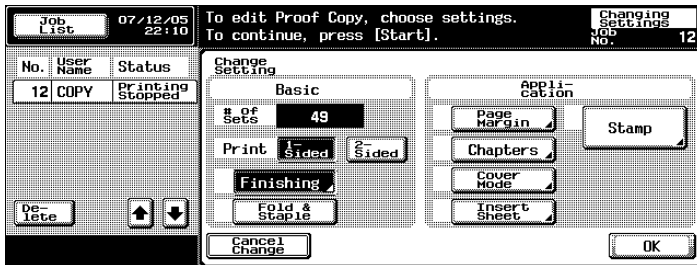 Job
List
07/12/05
22:10
To edit Proof Copy, choose settings.
To continue, press [Start].
Changing
Settings
Job
No. 12
No. User
Name Status
12 COPY Printing
Stopped
De-
lete
Change
Setting
Basic
# of
Sets 49
Print 1-
Sided 2-
Sided
Finishing
Fold &
Staple
Cancel
Change
Appli-
cation
Page
Margin
Stamp
Chapters
Cover
Mode
Insert
Sheet
OK